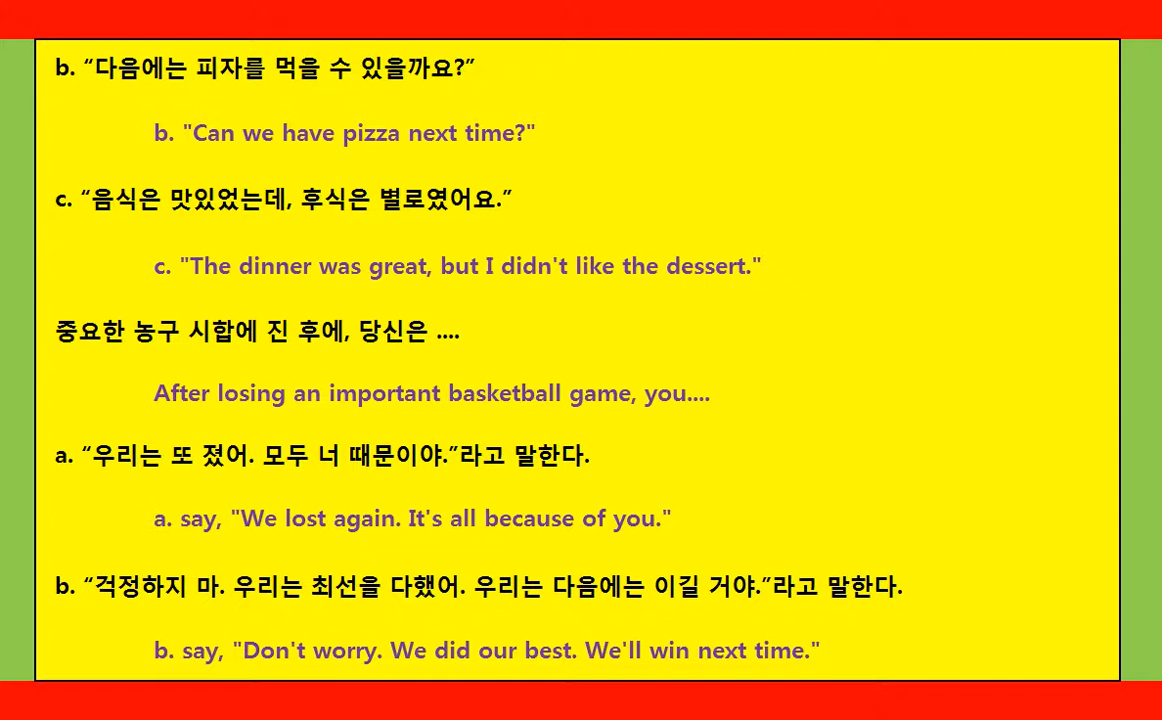 b. “다음에는 피자를 먹을 수 있을까요?”
b. "Can we have pizza next time?"
c. “음식은 맛있었는데, 후식은 별로였어요.”
c. "The dinner was great, but I didn't like the dessert."
중요한 농구 시합에 진 후에, 당신은 ....
After losing an important basketball game, you....
a. “우리는 또 졌어. 모두 너 때문이야.”라고 말한다.
a. say, "We lost again. It's all because of you."
b. “걱정하지 마. 우리는 최선을 다했어. 우리는 다음에는 이길 거야.”라고 말한다.
b. say, "Don't worry. We did our best. We'll win next time."